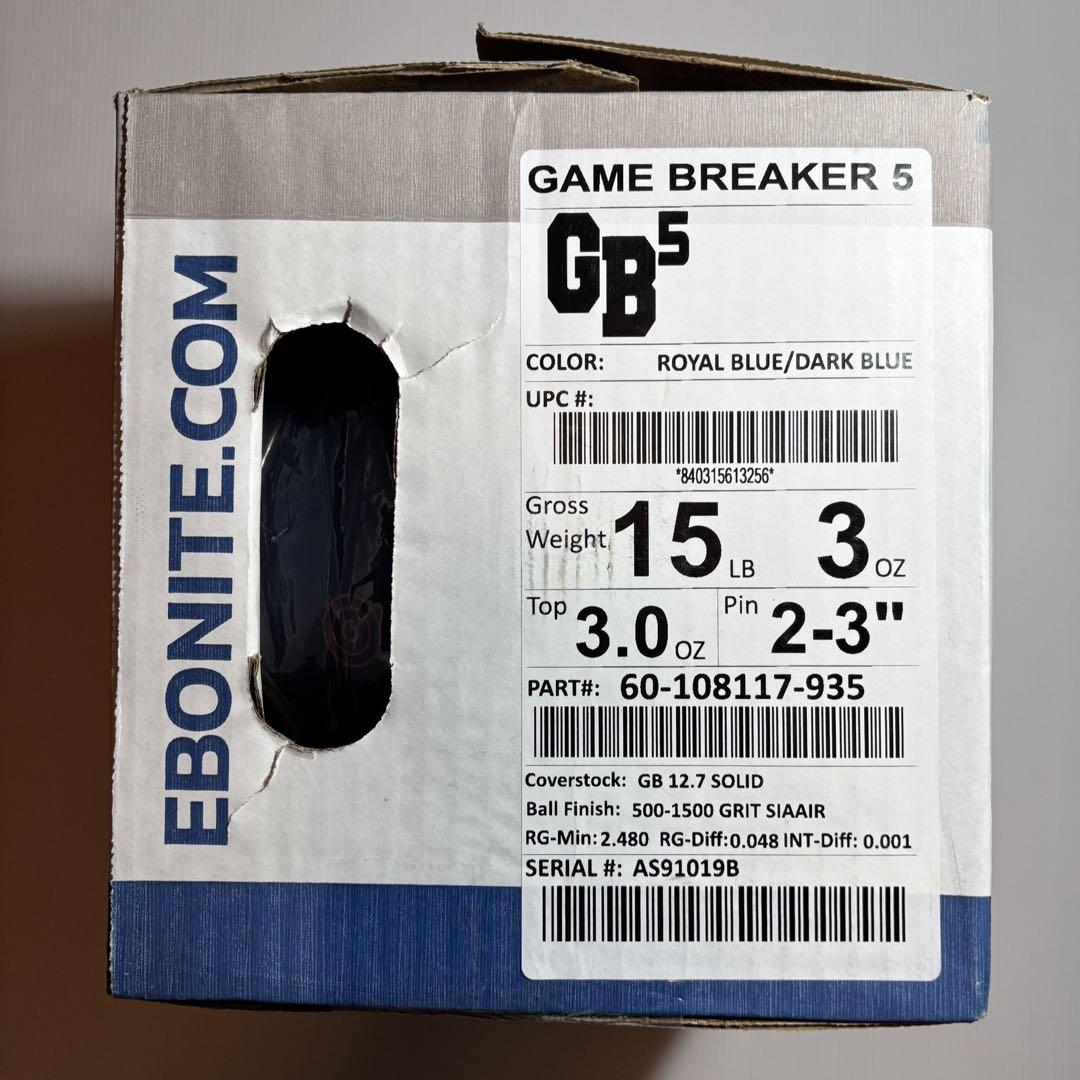 EBONITE.COM
GAME BREAKER 5
GB5
COLOR: ROYAL BLUE/DARK BLUE
UPC #:
*840315613256*
Gross Weight 15 LB 3 OZ
Top 3.0 OZ Pin 2-3"
PART#: 60-108117-935
Coverstock: GB 12.7 SOLID
Ball Finish: 500-1500 GRIT SIAAIR
RG-Min: 2.480 RG-Diff: 0.048 INT-Diff: 0.001
SERIAL #: AS91019B